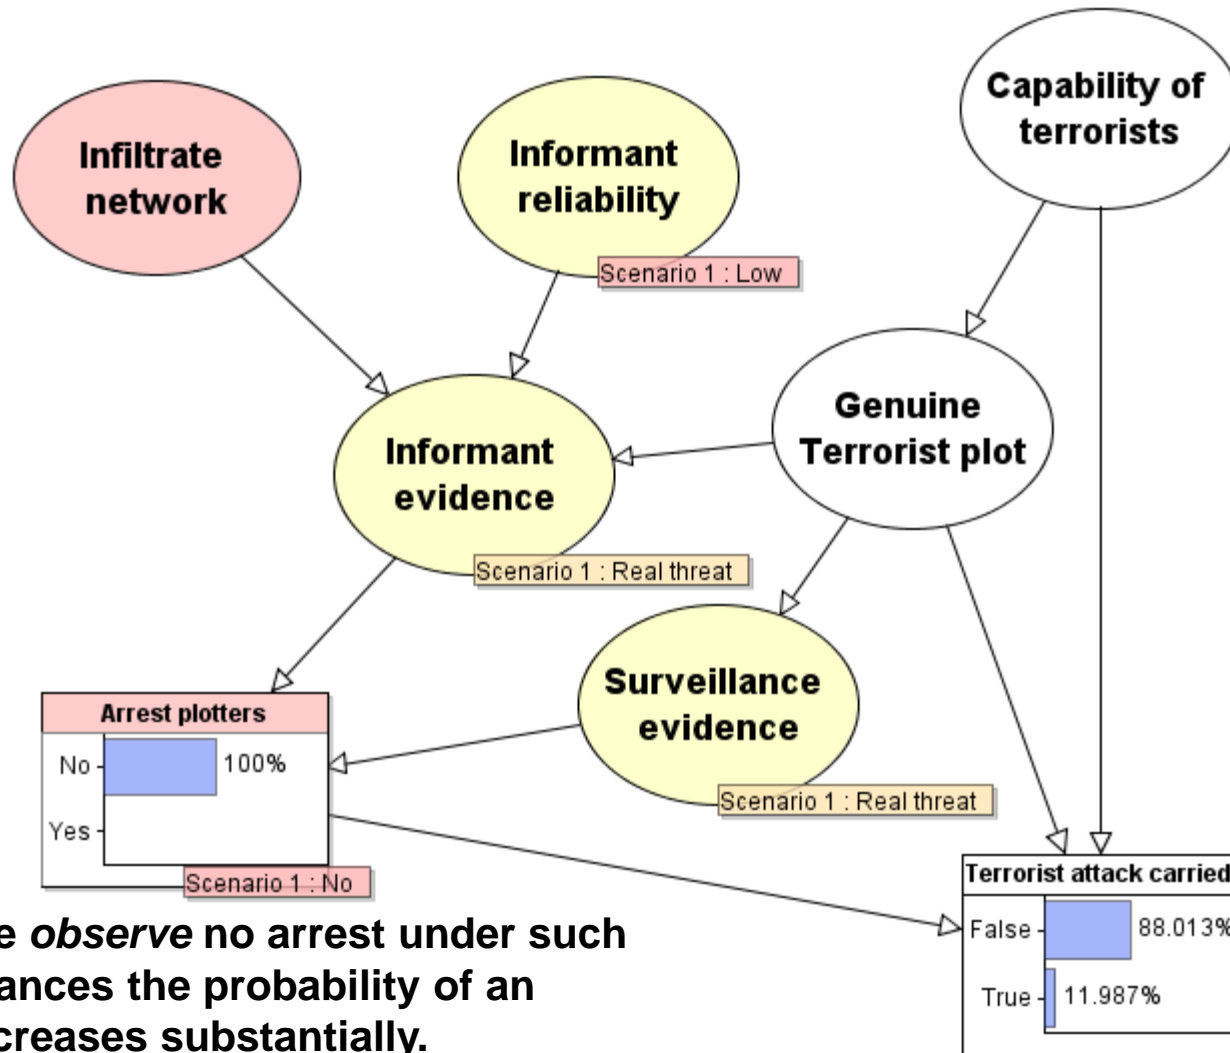 Capability of
terrorists
Infiltrate
network
Informant
reliability
Scenario 1 : Low
Genuine
Terrorist plot
Informant
evidence
Scenario 1 : Real threat
Surveillance
evidence
Scenario 1 : Real threat
Arrest plotters
No
100%
Yes
Scenario 1 : No
Terrorist attack carried
False
88.013%
True
11.987%
e observe no arrest under such
ances the probability of an
creases substantially.